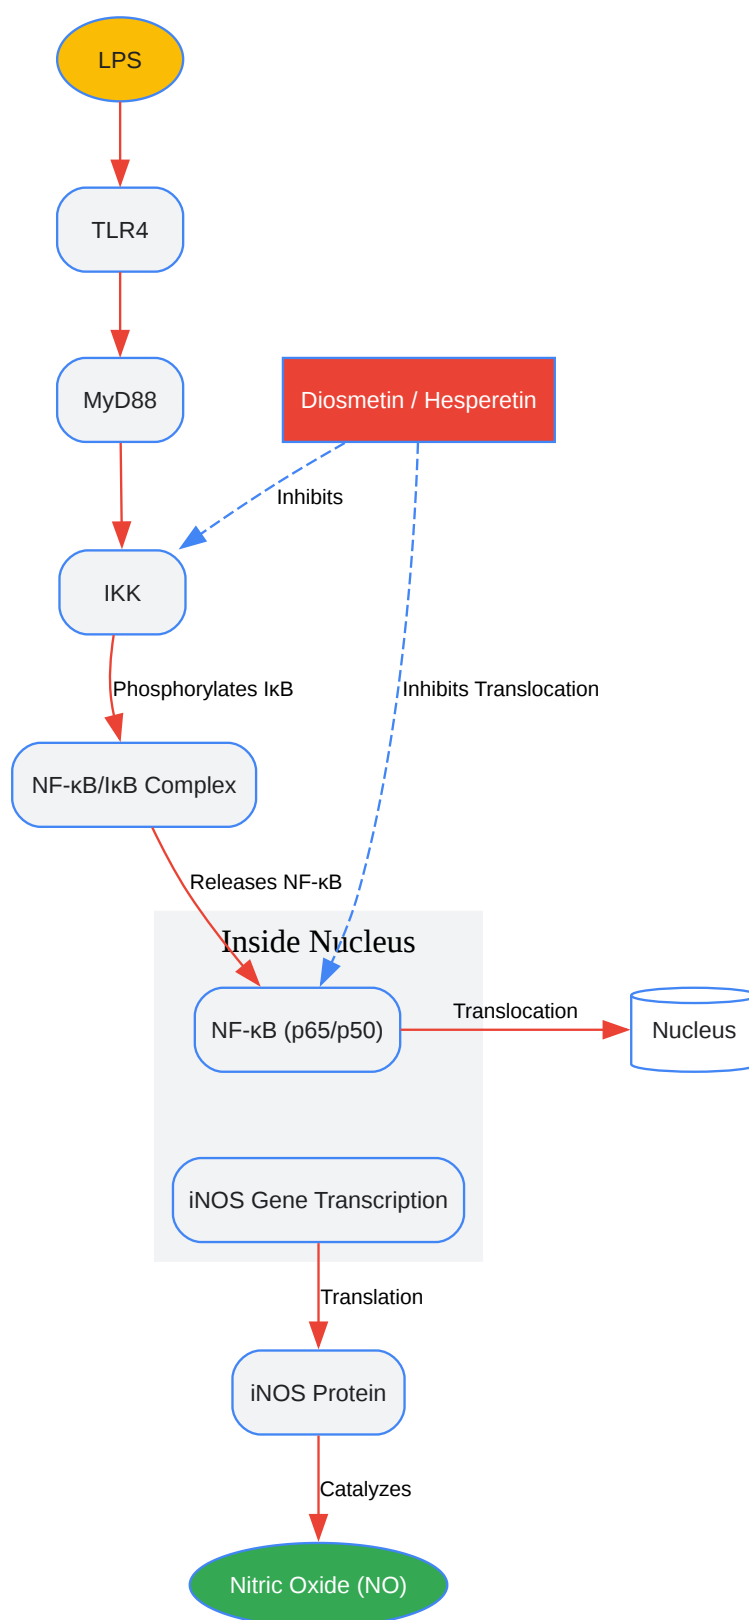 LPS
TLR4
MyD88
Diosmetin / Hesperetin
Inhibits
IKK
Phosphorylates IκB
Inhibits Translocation
NF-κB/IκB Complex
Releases NF-κB
Inside Nucleus
NF-κB (p65/p50)
Translocation
Nucleus
iNOS Gene Transcription
Translation
iNOS Protein
Catalyzes
Nitric Oxide (NO)